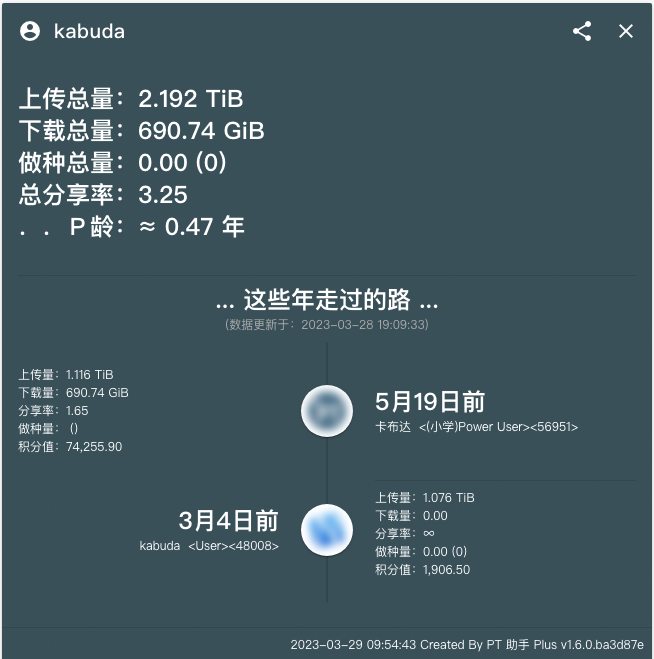 kabuda
上传总量：2.192 TiB
下载总量：690.74 GiB
做种总量：0.00 (0)
总分享率：3.25
．．Ｐ龄：≈ 0.47 年
... 这些年走过的路 ...
(数据更新于：2023-03-28 19:09:33)
上传量：1.116 TiB
下载量：690.74 GiB
分享率：1.65
做种量： ()
积分值：74,255.90
5月19日前
卡布达 <(小学)Power User><56951>
3月4日前
kabuda <User><48008>
上传量：1.076 TiB
下载量：0.00
分享率：∞
做种量：0.00 (0)
积分值：1,906.50
2023-03-29 09:54:43 Created By PT 助手 Plus v1.6.0.ba3d87e